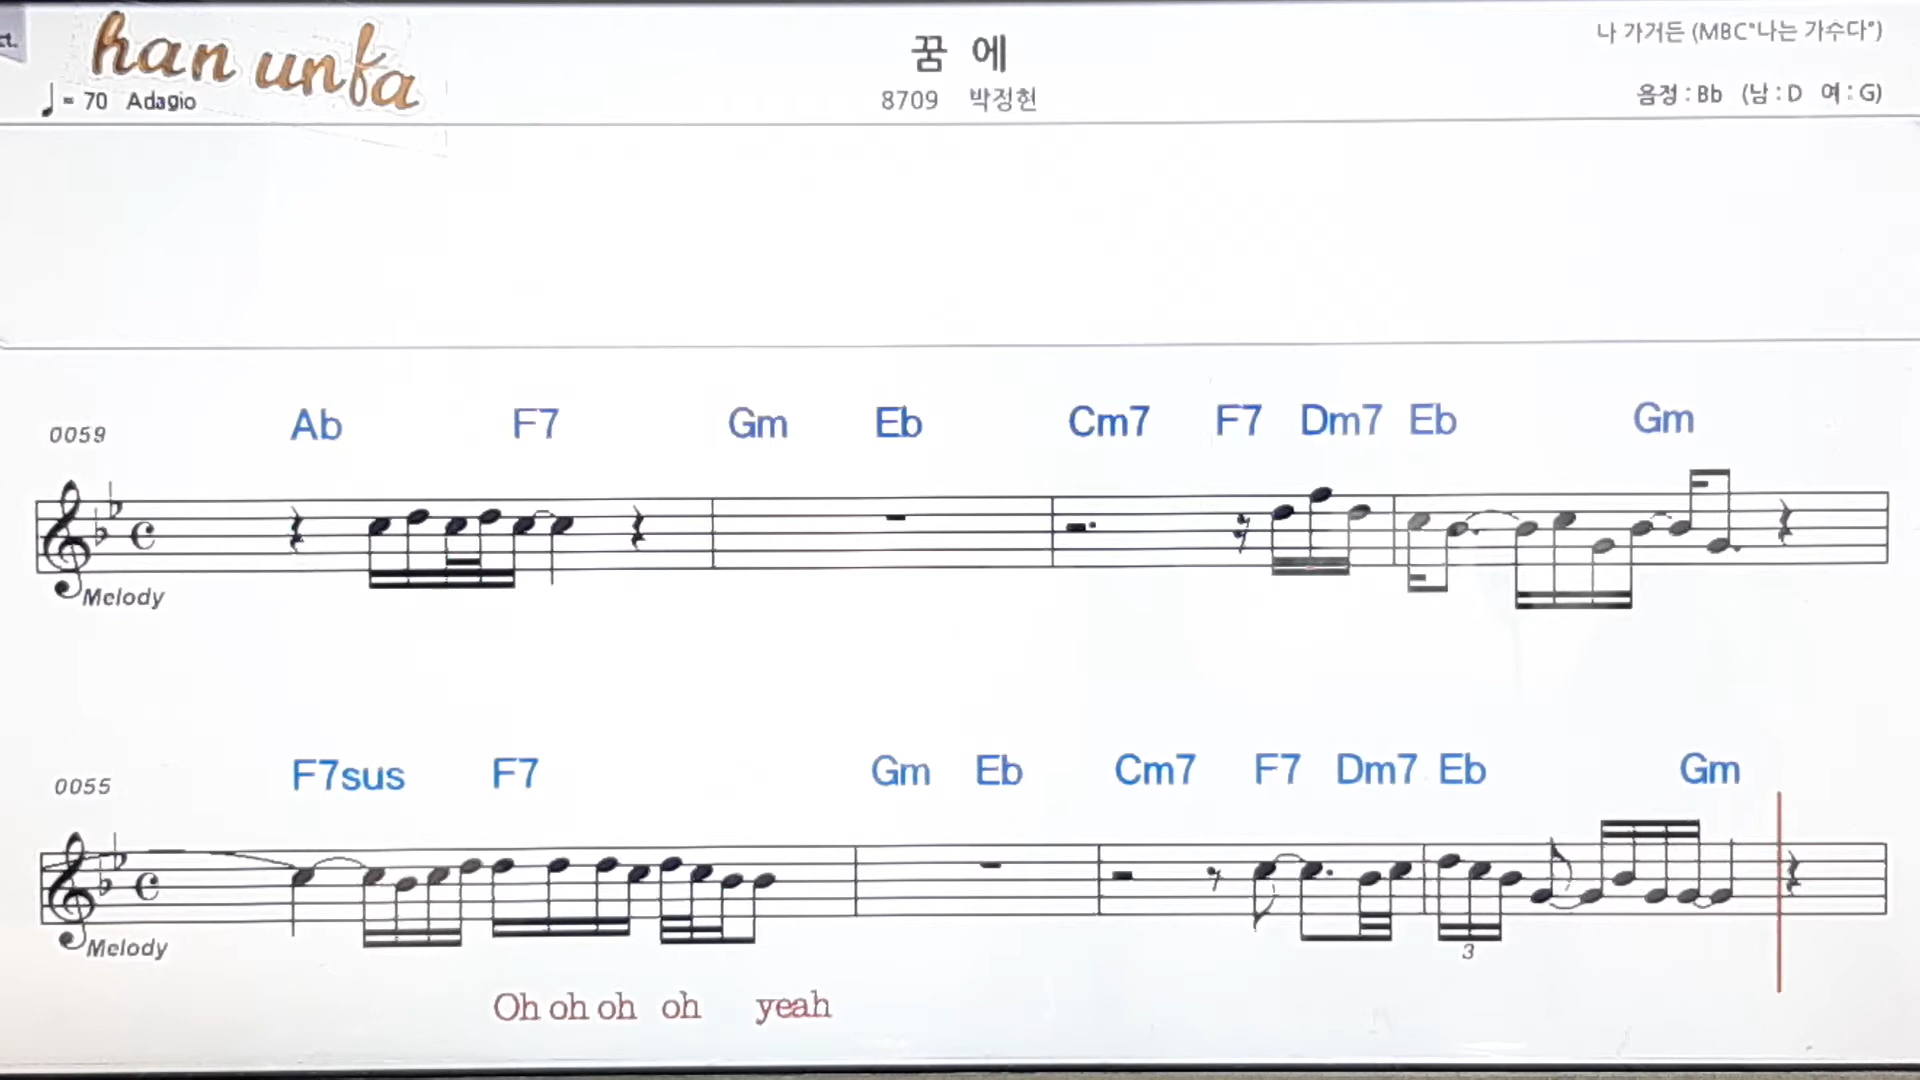 ct.
han unfa
♩= 70 Adagio
꿈 에
8709 박정현
나 가거든 (MBC"나는 가수다")
음정 : Bb (남 : D 여 : G)
Ab F7 Gm Eb Cm7 F7 Dm7 Eb Gm
0059
Melody
F7sus F7 Gm Eb Cm7 F7 Dm7 Eb Gm
0055
Melody
3
Oh oh oh oh yeah